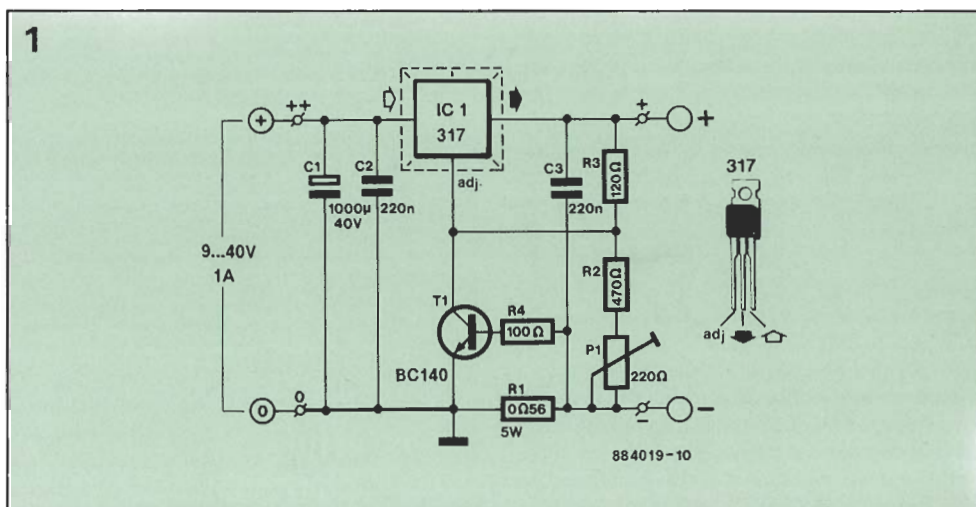 1
++
IC 1
317
adj.
C1
1000μ
40V
C2
220n
C3
220n
R3
120Ω
317
9...40V
1A
R2
470Ω
T1
R4
100Ω
BC140
P1
220Ω
adj
R1
0Ω56
5W
0
0
+
+
+
-
-
884019-10